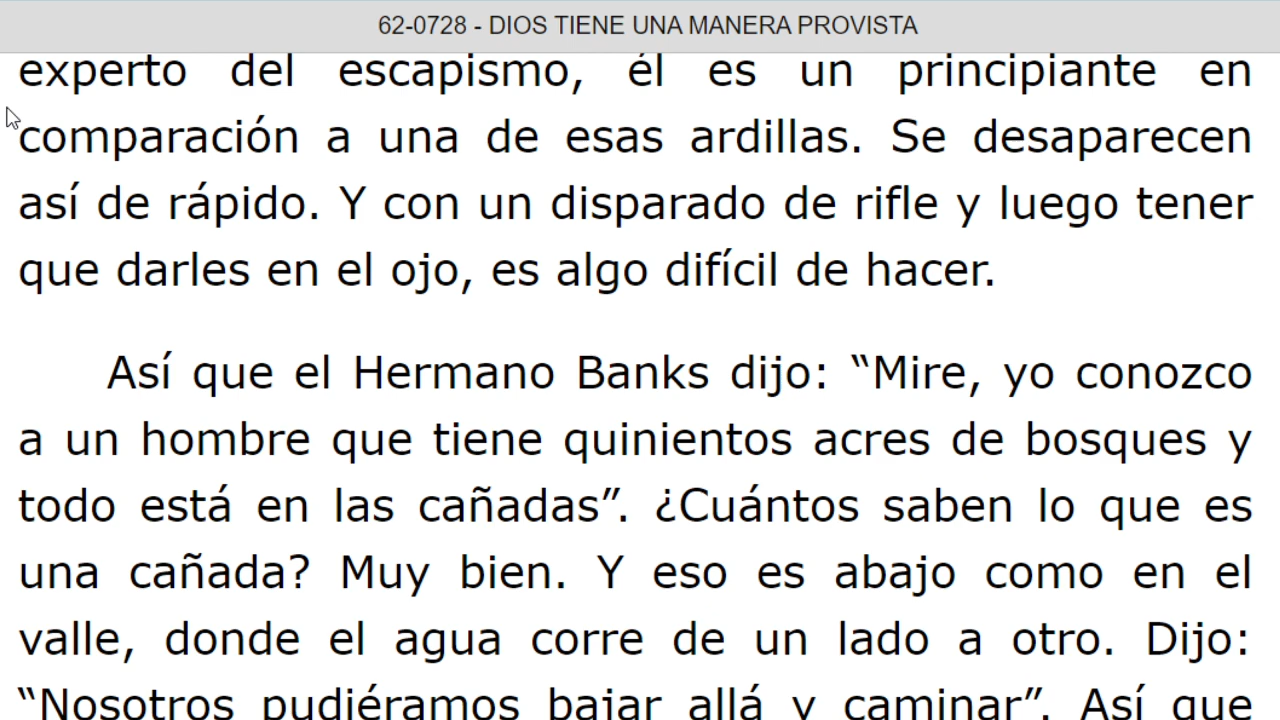 62-0728 - DIOS TIENE UNA MANERA PROVISTA
experto del escapismo, él es un principiante en
comparación a una de esas ardillas. Se desaparecen
así de rápido. Y con un disparado de rifle y luego tener
que darles en el ojo, es algo difícil de hacer.
Así que el Hermano Banks dijo: “Mire, yo conozco
a un hombre que tiene quinientos acres de bosques y
todo está en las cañadas”. ¿Cuántos saben lo que es
una cañada? Muy bien. Y eso es abajo como en el
valle, donde el agua corre de un lado a otro. Dijo:
“Nosotros pudiéramos bajar allá y caminar”. Así que